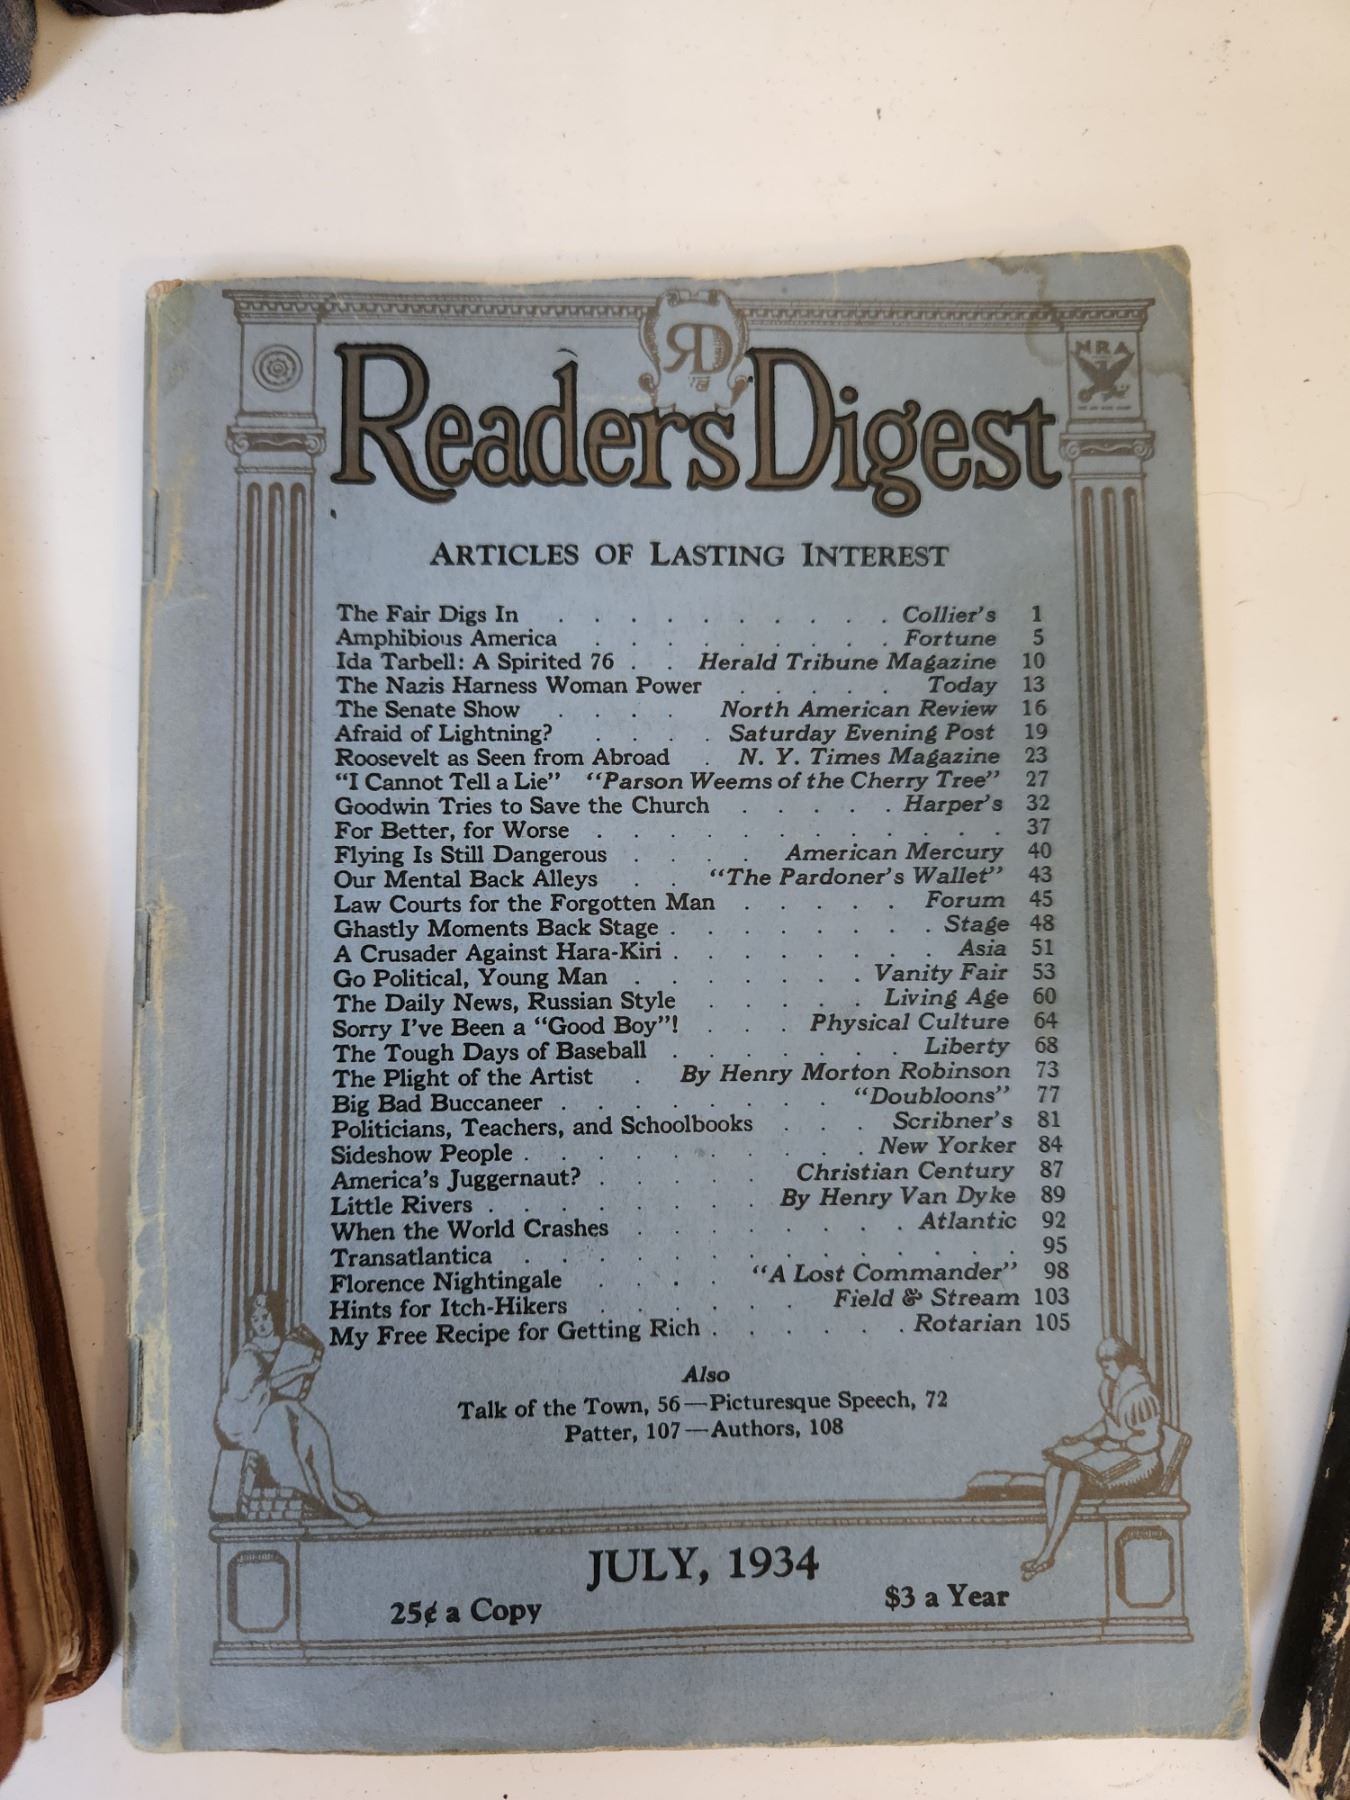 RD
NRA
Readers Digest
ARTICLES OF LASTING INTEREST
The Fair Digs In . . . . . . . . . . Collier's 1
Amphibious America . . . . . . . . Fortune 5
Ida Tarbell: A Spirited 76 . . Herald Tribune Magazine 10
The Nazis Harness Woman Power . . . . . Today 13
The Senate Show . . . . North American Review 16
Afraid of Lightning? . . . . Saturday Evening Post 19
Roosevelt as Seen from Abroad . N. Y. Times Magazine 23
"I Cannot Tell a Lie" "Parson Weems of the Cherry Tree" 27
Goodwin Tries to Save the Church . . . . . Harper's 32
For Better, for Worse . . . . . . . . . . . . 37
Flying Is Still Dangerous . . . . American Mercury 40
Our Mental Back Alleys . . "The Pardoner's Wallet" 43
Law Courts for the Forgotten Man . . . . . Forum 45
Ghastly Moments Back Stage . . . . . . . . Stage 48
A Crusader Against Hara-Kiri . . . . . . . . Asia 51
Go Political, Young Man . . . . . . . Vanity Fair 53
The Daily News, Russian Style . . . . . Living Age 60
Sorry I've Been a "Good Boy"! . . . Physical Culture 64
The Tough Days of Baseball . . . . . . . Liberty 68
The Plight of the Artist . By Henry Morton Robinson 73
Big Bad Buccaneer . . . . . . . . "Doubloons" 77
Politicians, Teachers, and Schoolbooks . . . Scribner's 81
Sideshow People . . . . . . . . . . New Yorker 84
America's Juggernaut? . . . . . Christian Century 87
Little Rivers . . . . . . . . By Henry Van Dyke 89
When the World Crashes . . . . . . . . Atlantic 92
Transatlantica . . . . . . . . . . . . . . 95
Florence Nightingale . . . . "A Lost Commander" 98
Hints for Itch-Hikers . . . . . . Field & Stream 103
My Free Recipe for Getting Rich . . . . . . Rotarian 105
Also
Talk of the Town, 56—Picturesque Speech, 72
Patter, 107—Authors, 108
JULY, 1934
25¢ a Copy
$3 a Year